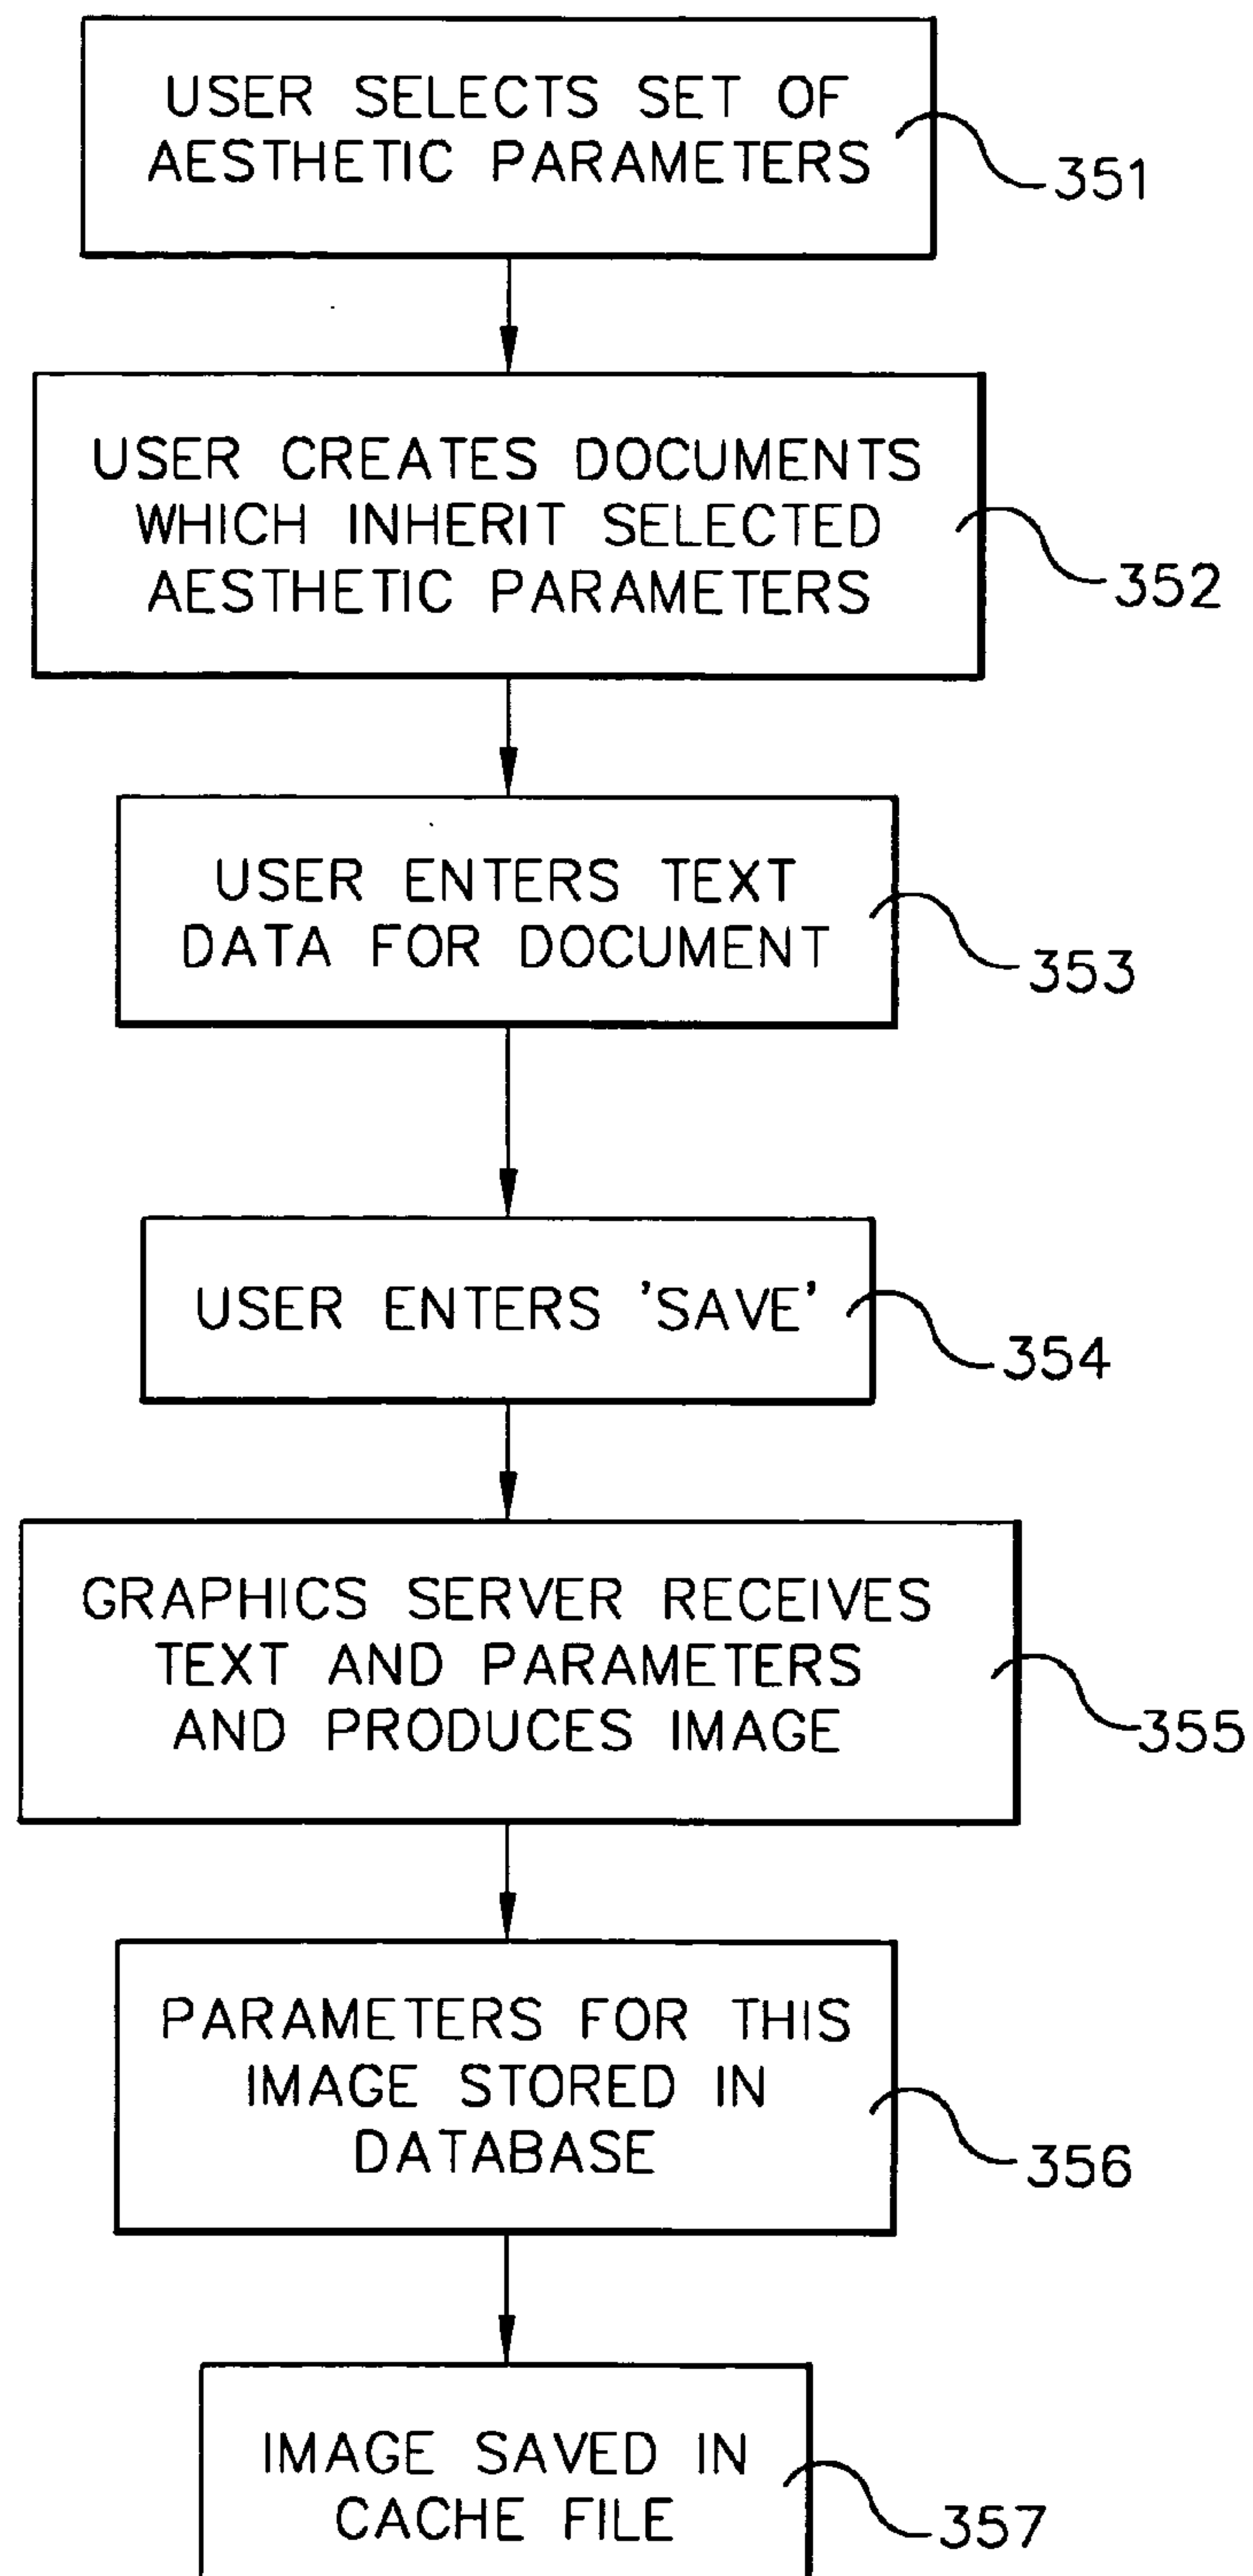 USER SELECTS SET OF
AESTHETIC PARAMETERS
351
USER CREATES DOCUMENTS
WHICH INHERIT SELECTED
AESTHETIC PARAMETERS
352
USER ENTERS TEXT
DATA FOR DOCUMENT
353
USER ENTERS 'SAVE'
354
GRAPHICS SERVER RECEIVES
TEXT AND PARAMETERS
AND PRODUCES IMAGE
355
PARAMETERS FOR THIS
IMAGE STORED IN
DATABASE
356
IMAGE SAVED IN
CACHE FILE
357